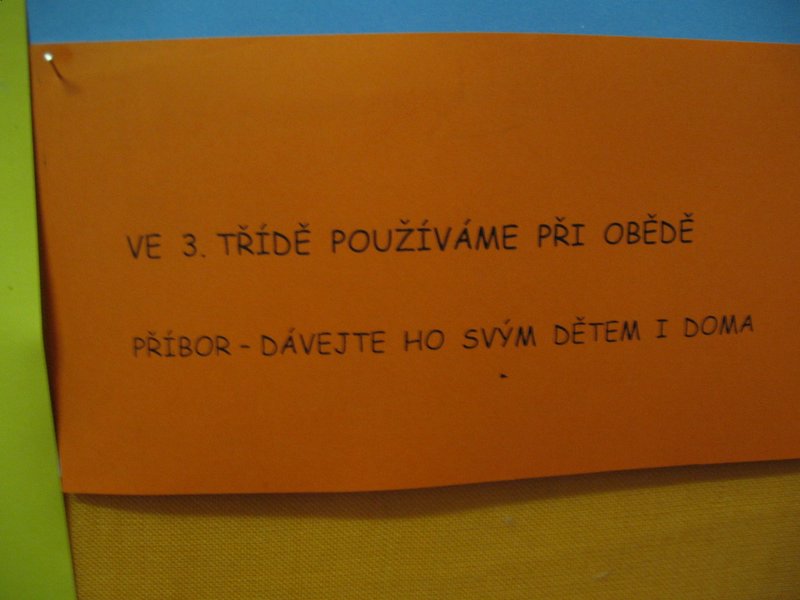 VE 3. TŘÍDĚ POUŽÍVÁME PŘI OBĚDĚ
PŘÍBOR - DÁVEJTE HO SVÝM DĚTEM I DOMA